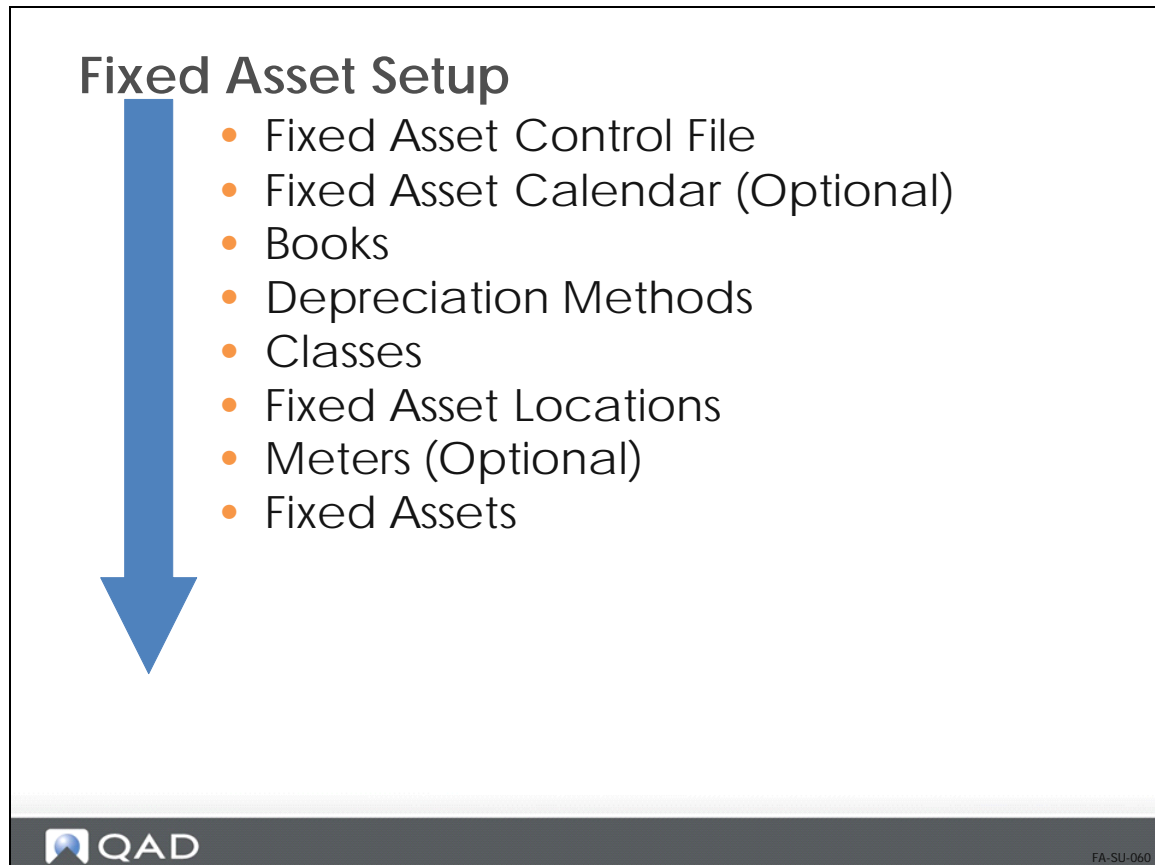 Fixed Asset Setup
• Fixed Asset Control File
• Fixed Asset Calendar (Optional)
• Books
• Depreciation Methods
• Classes
• Fixed Asset Locations
• Meters (Optional)
• Fixed Assets
QAD
FA-SU-060